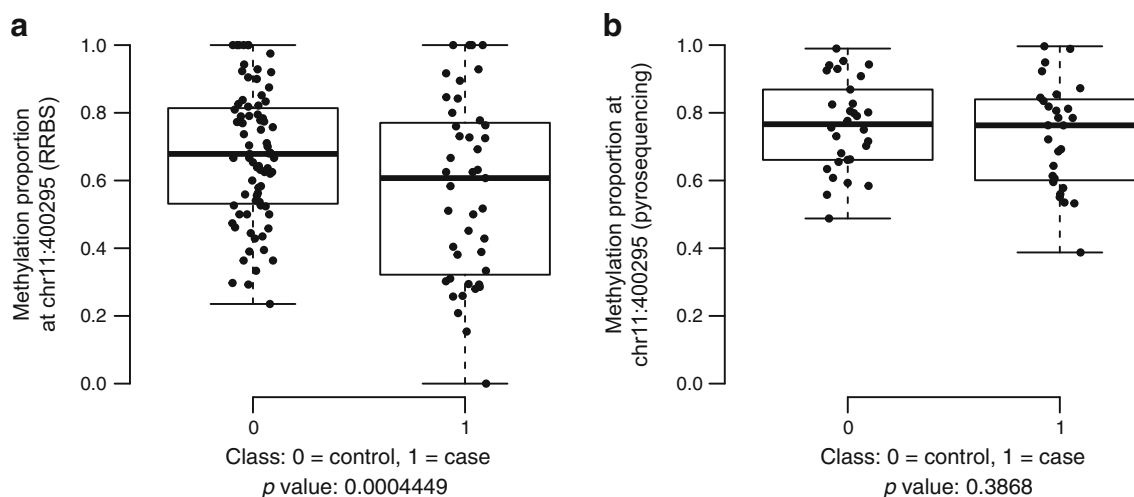 a
Methylation proportion
at chr11:400295 (RRBS)
1.0
0.8
0.6
0.4
0.2
0.0
0
1
Class: 0 = control, 1 = case
p value: 0.0004449
b
Methylation proportion at
chr11:400295 (pyrosequencing)
1.0
0.8
0.6
0.4
0.2
0.0
0
1
Class: 0 = control, 1 = case
p value: 0.3868